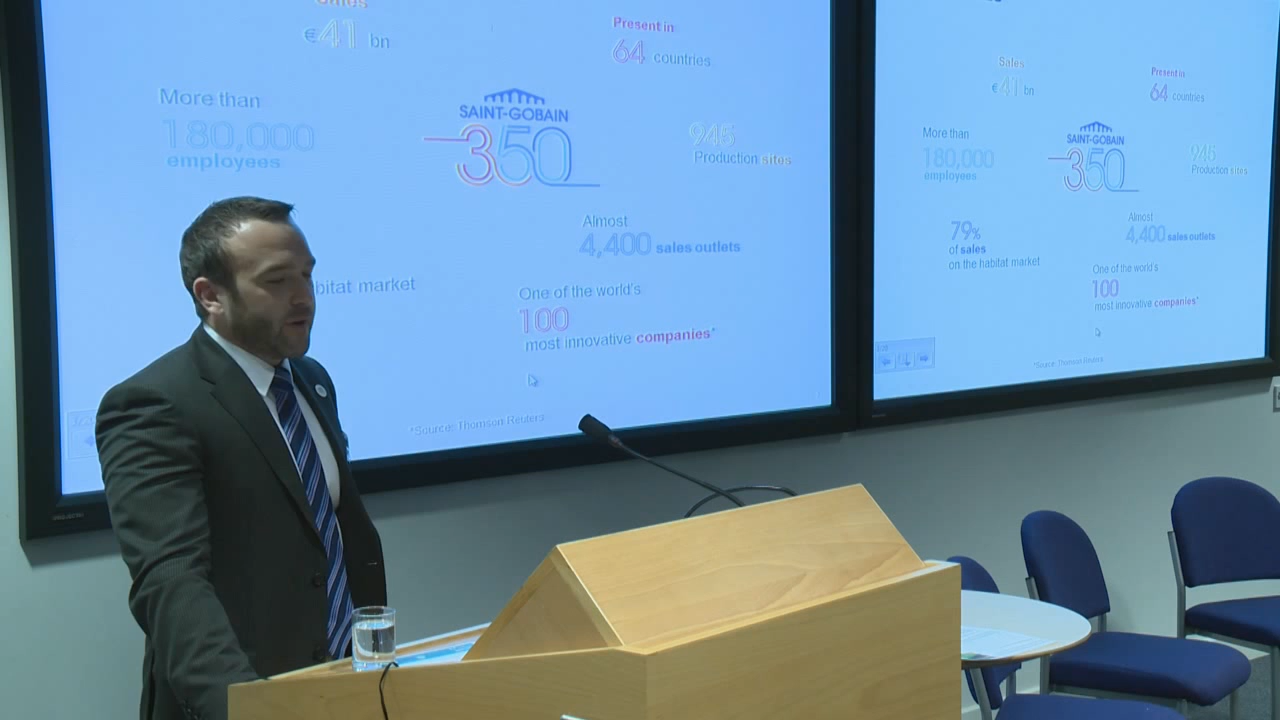 Sales
€41 bn
Present in
64 countries
More than
180,000
employees
SAINT-GOBAIN
350
945
Production sites
Almost
4,400 sales outlets
bitat market
One of the world's
100
most innovative companies*
*Source: Thomson Reuters
Sales
€41 bn
Present in
64 countries
More than
180,000
employees
SAINT-GOBAIN
350
945
Production sites
79%
of sales
on the habitat market
Almost
4,400 sales outlets
One of the world's
100
most innovative companies*
*Source: Thomson Reuters